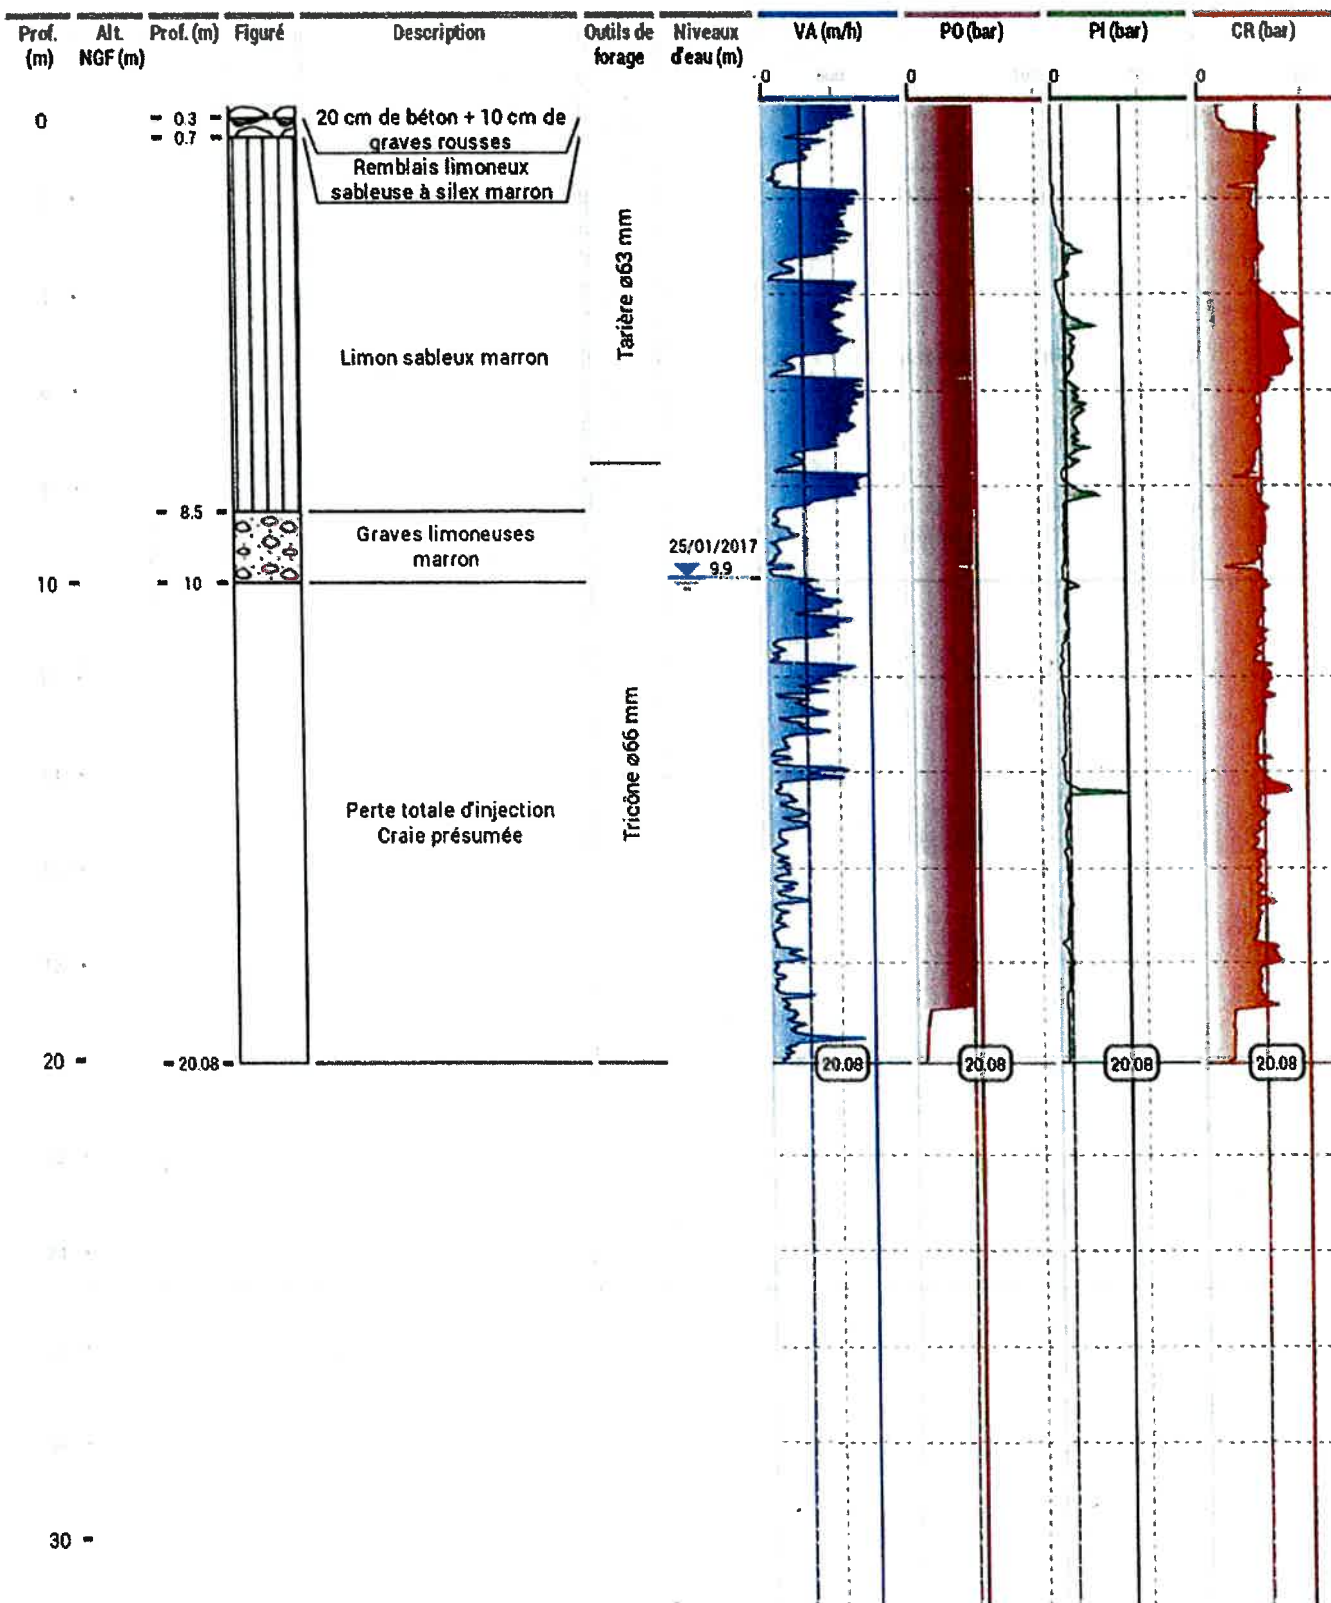 Prof. (m)
Alt. NGF (m)
Prof. (m)
Figuré
Description
Outils de forage
Niveaux d'eau (m)
VA (m/h)
PO (bar)
PI (bar)
CR (bar)
0
0
0
0
0
0.3
0.7
20 cm de béton + 10 cm de
graves rousses
Remblais limoneux
sableuse à silex marron
Tarière ø63 mm
Limon sableux marron
8.5
Graves limoneuses
marron
25/01/2017
9.9
10
10
Perte totale d'injection
Craie présumée
Tricône ø66 mm
20
20.08
20.08
20.08
20.08
20.08
30